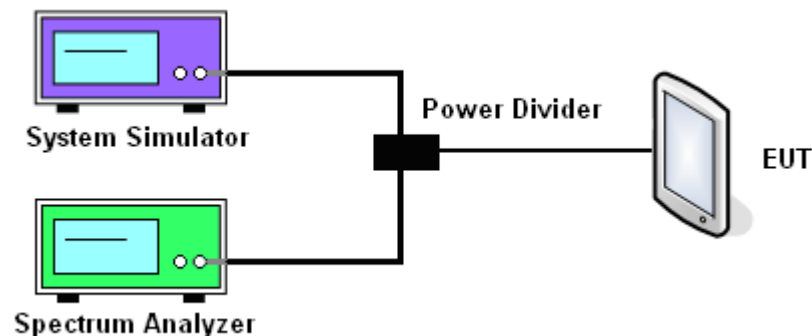 System Simulator
Power Divider
EUT
Spectrum Analyzer